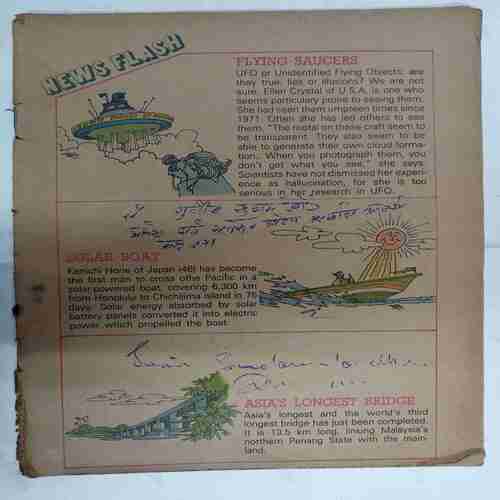 NEWS FLASH
FLYING SAUCERS
UFO or Unidentified Flying Objects: are
they true, lies or illusions? We are not
sure. Ellen Crystal of U.S.A. is one who
seems particulary prone to seeing them.
She had seen them umpteen times since
1971. Often she has led others to see
them. "The metal on these craft seem to
be transparent. They also seem to be
able to generate their own cloud forma-
tion. When you photograph them, you
don't get what you see," she says.
Scientists have not dismissed her experi-
ence as hallucination, for she is too
serious in her research in UFO.
SOLAR BOAT
Kenichi Horie of Japan (46) has become
the first man to cross othe Pacific in a
solar-powered boat, covering 6,300 km
from Honolulu to Chichijima island in 75
days. Solar energy absorbed by solar
battery panels converted it into electric
power which propelled the boat.
ASIA'S LONGEST BRIDGE
Asia's longest and the world's third
longest bridge has just been completed.
It is 13.5 km long, linking Malaysia's
northern Penang State with the main-
land.